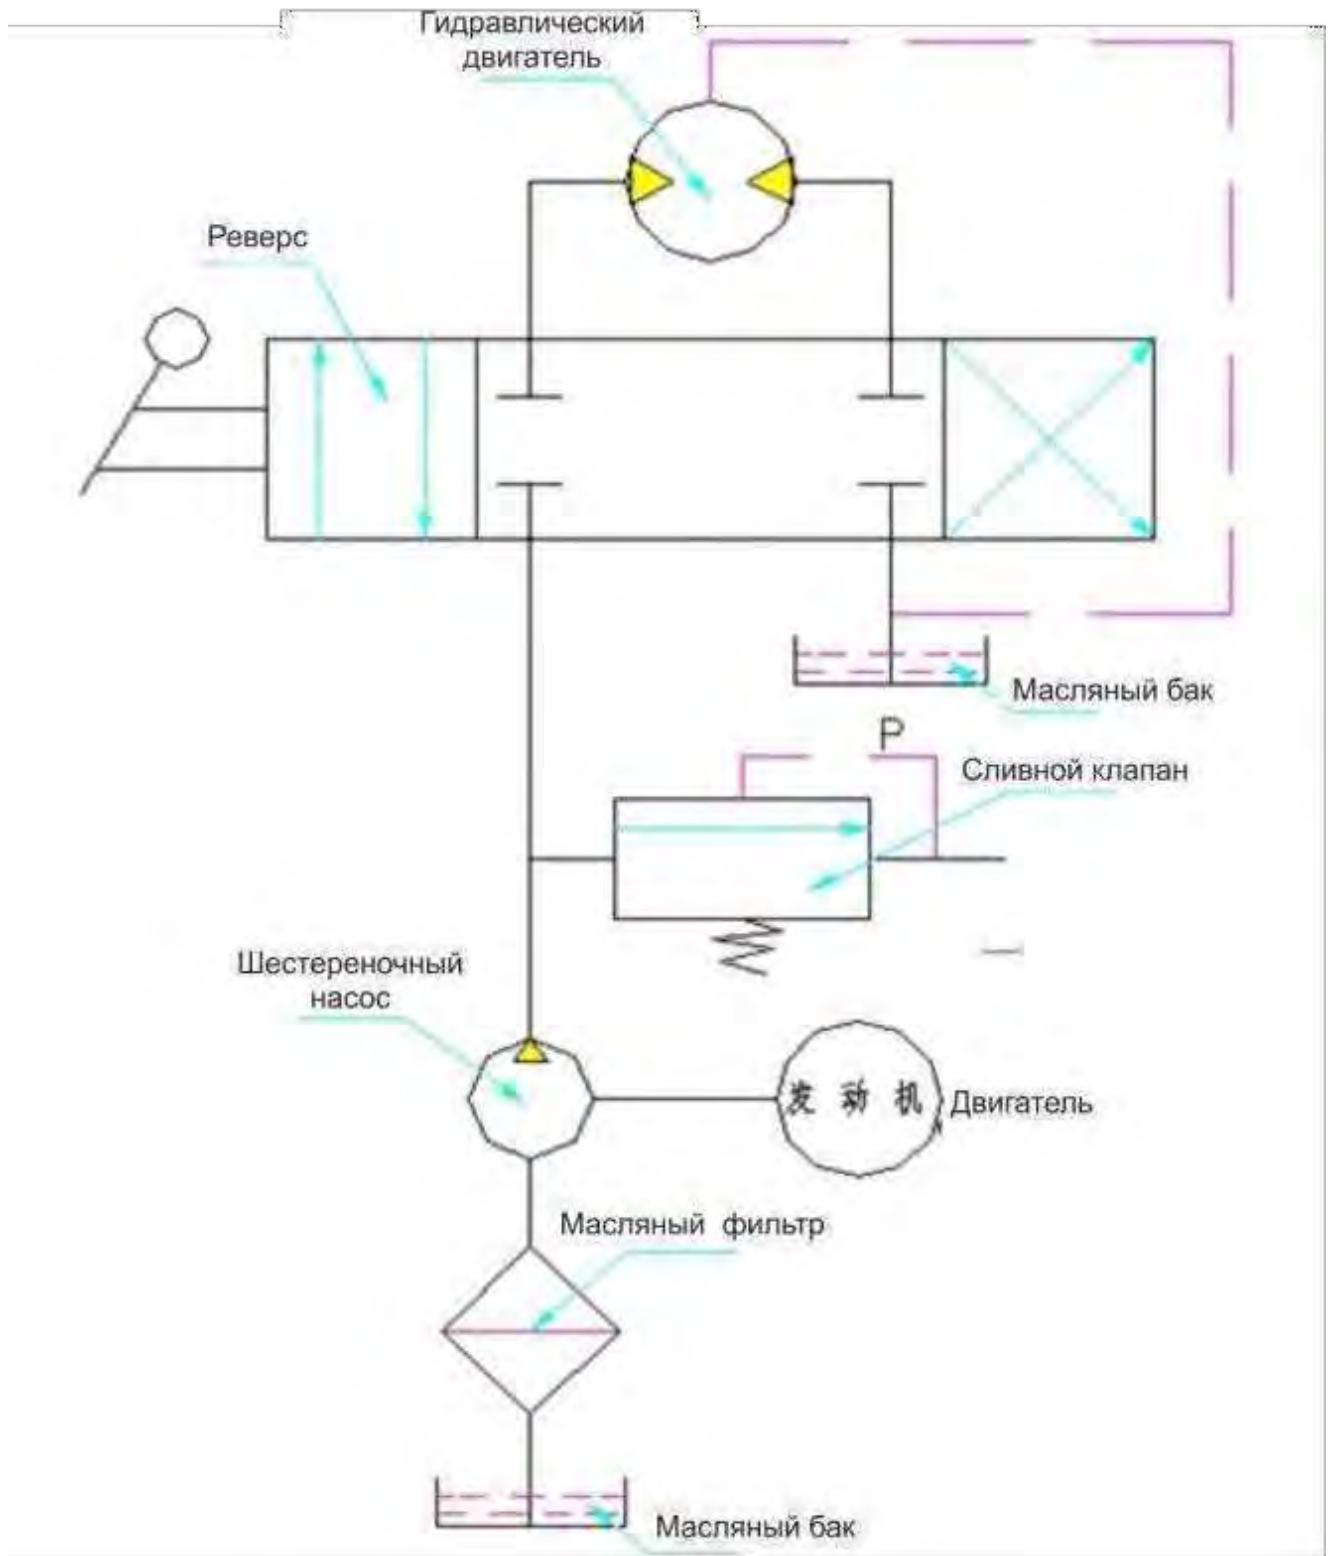 Гидравлический
двигатель
Реверс
Масляный бак
P
Сливной клапан
Шестереночный
насос
发动机
Двигатель
Масляный фильтр
Масляный бак